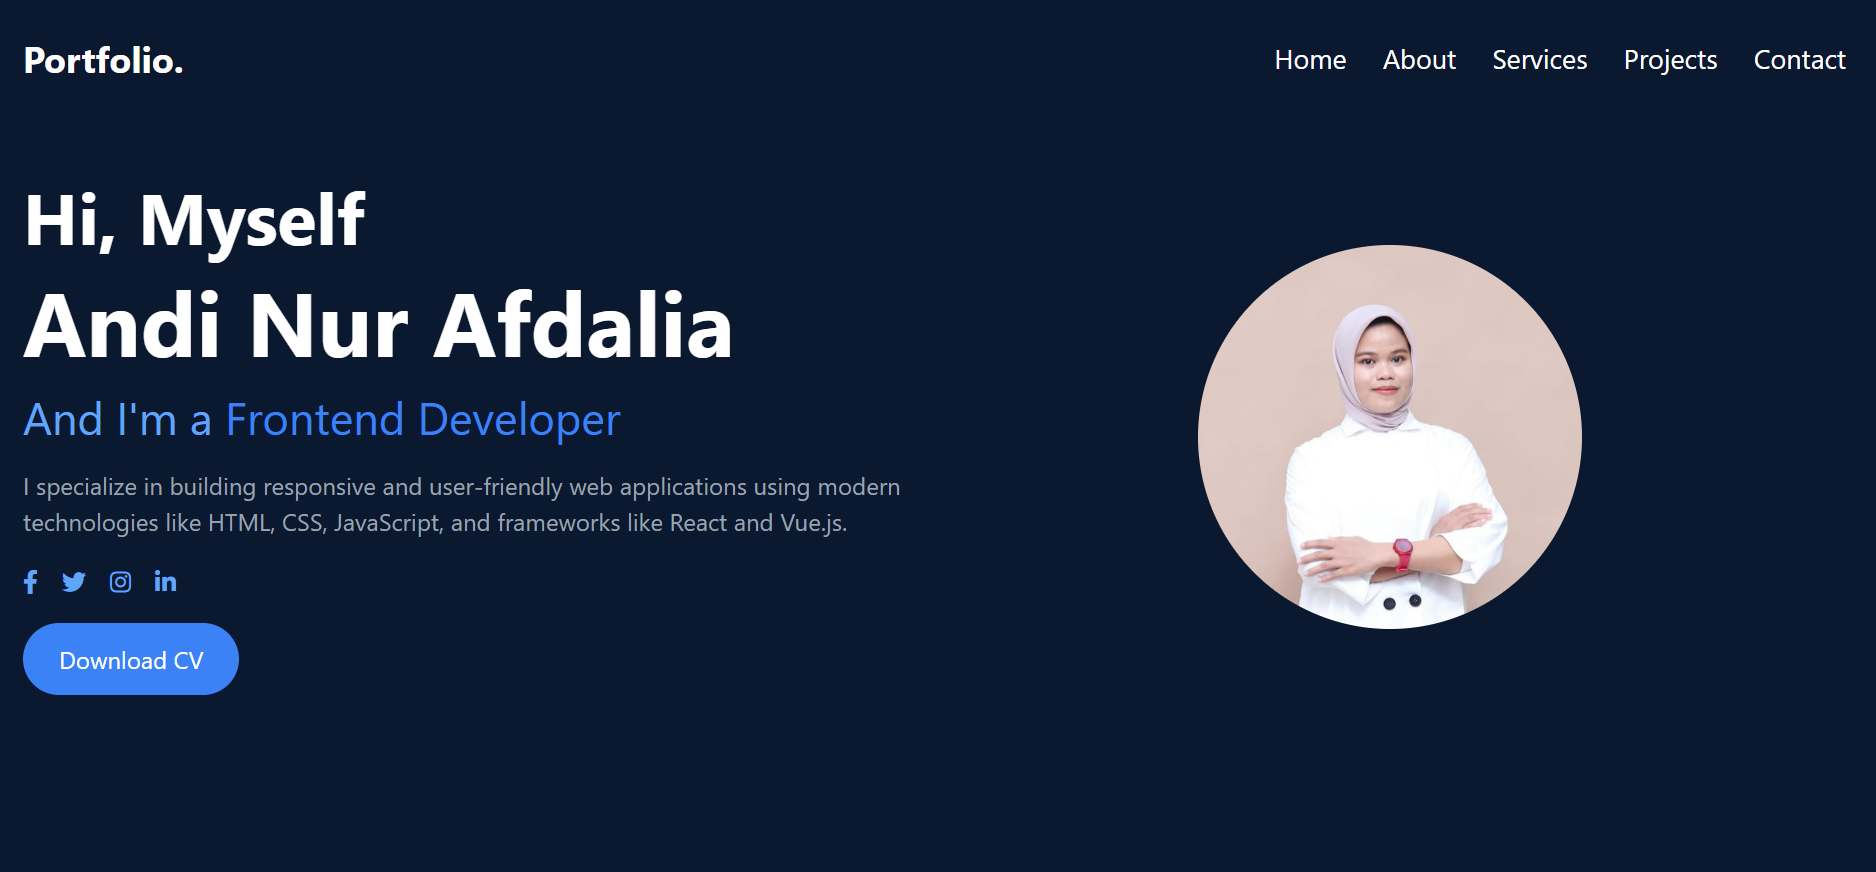 Portfolio.
Home About Services Projects Contact
Hi, Myself
Andi Nur Afdalia
And I'm a Frontend Developer
I specialize in building responsive and user-friendly web applications using modern
technologies like HTML, CSS, JavaScript, and frameworks like React and Vue.js.
Download CV